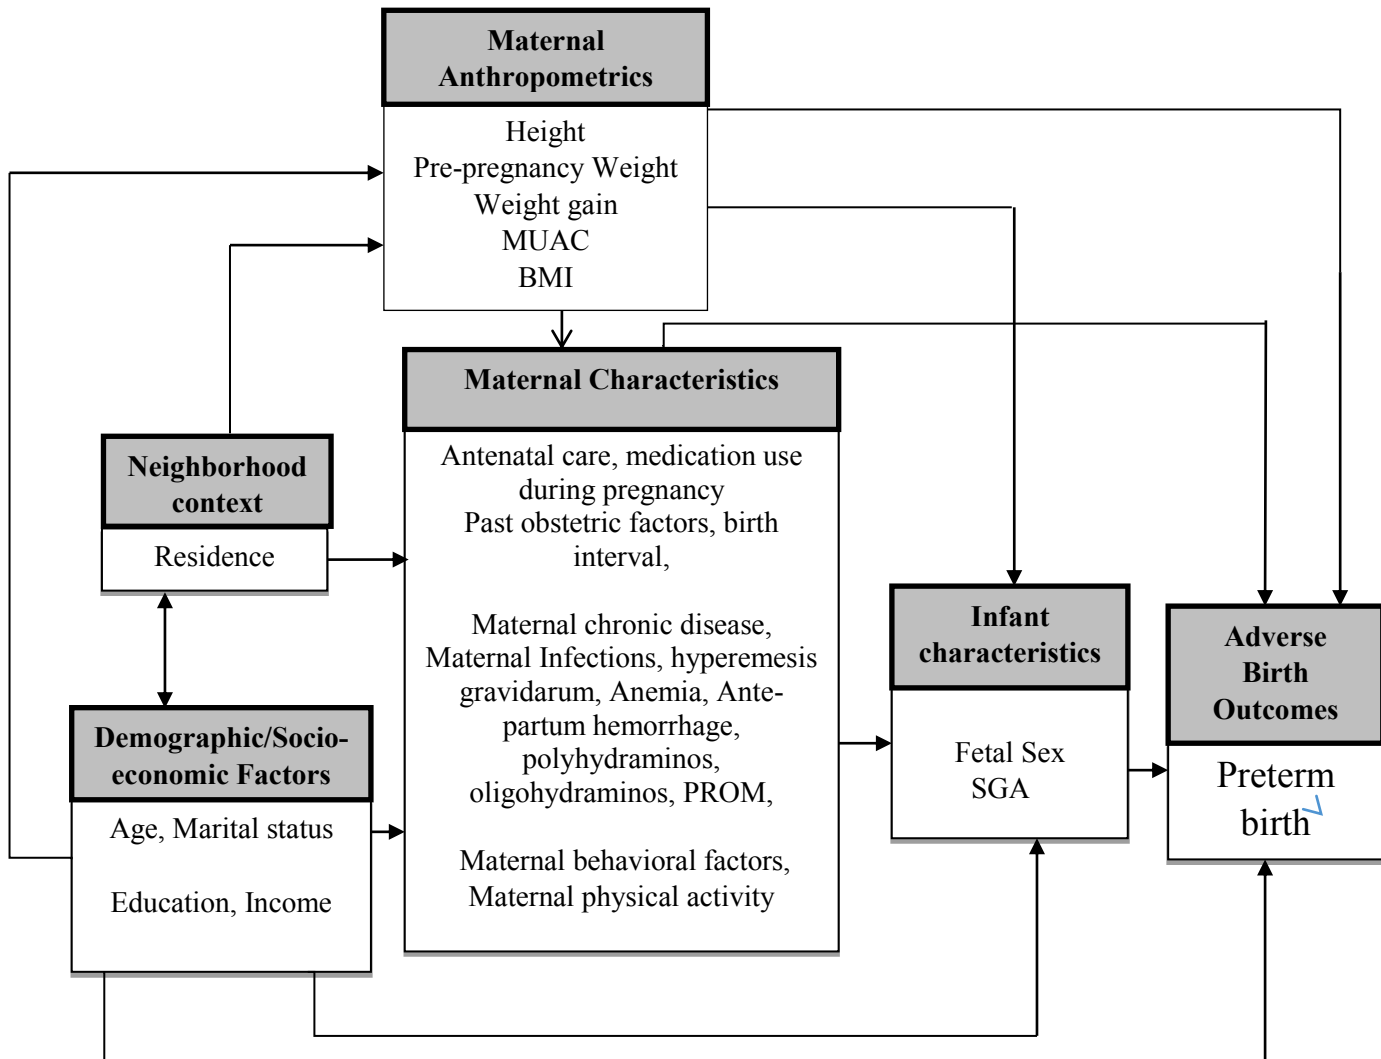 Maternal
Anthropometrics
Height
Pre-pregnancy Weight
Weight gain
MUAC
BMI
Maternal Characteristics
Antenatal care, medication use
during pregnancy
Past obstetric factors, birth
interval,
Maternal chronic disease,
Maternal Infections, hyperemesis
gravidarum, Anemia, Ante-
partum hemorrhage,
polyhydraminos,
oligohydraminos, PROM,
Maternal behavioral factors,
Maternal physical activity
Neighborhood
context
Residence
Demographic/Socio-
economic Factors
Age, Marital status
Education, Income
Infant
characteristics
Fetal Sex
SGA
Adverse
Birth
Outcomes
Preterm
birth